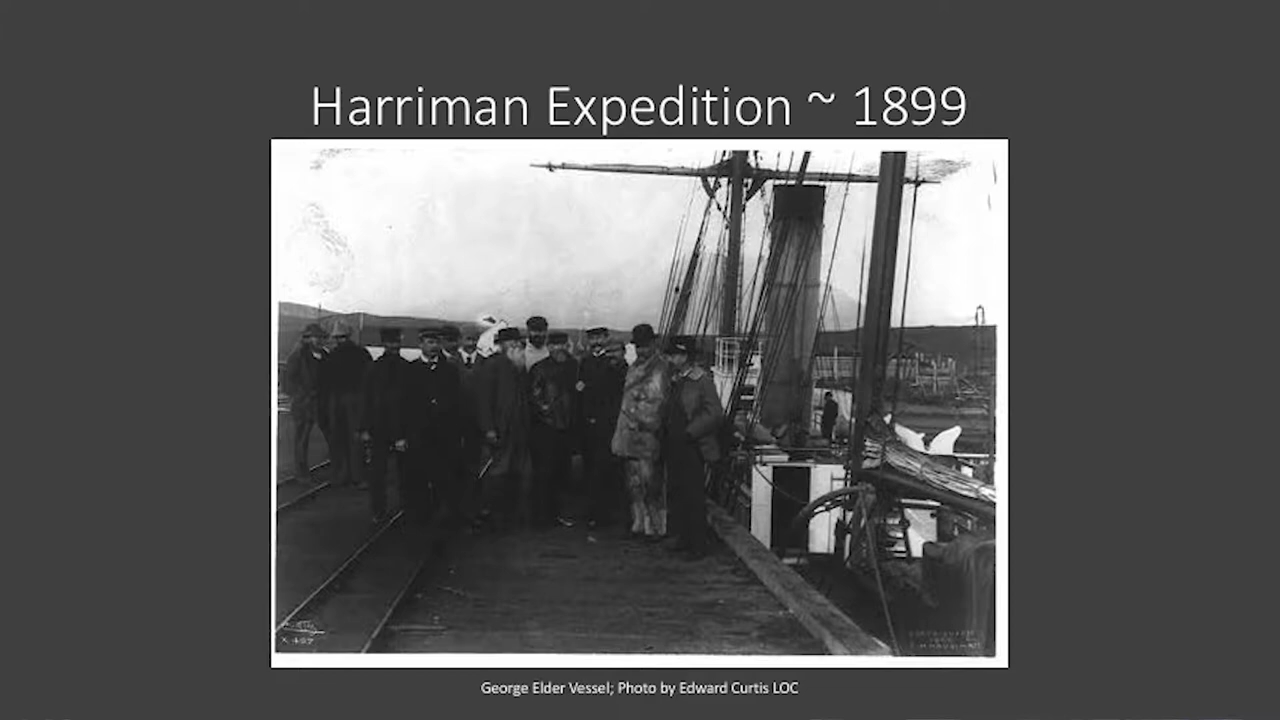 Harriman Expedition ~ 1899
George Elder Vessel; Photo by Edward Curtis LOC